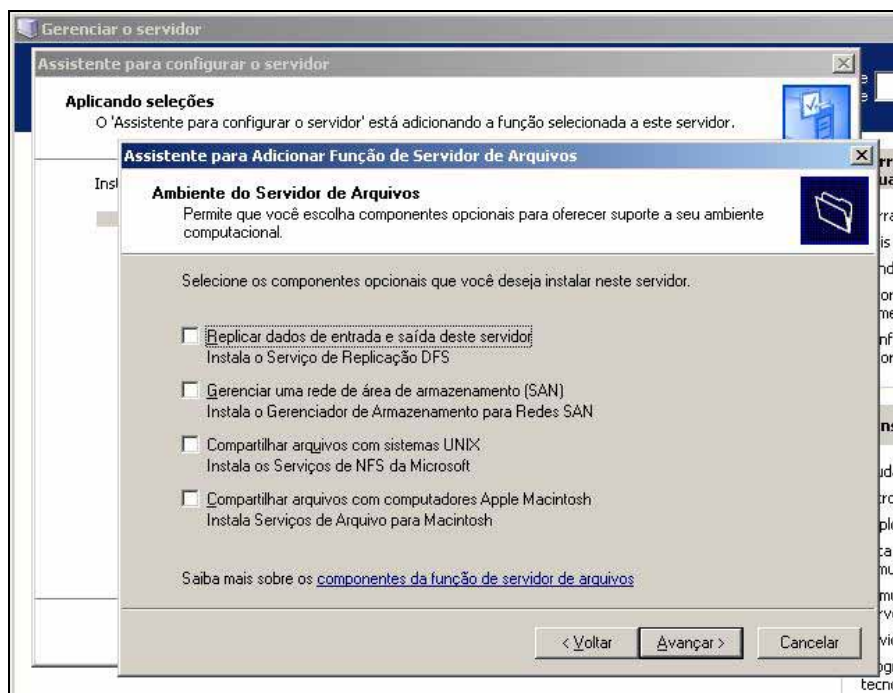 Gerenciar o servidor
Assistente para configurar o servidor
Aplicando seleções
O 'Assistente para configurar o servidor' está adicionando a função selecionada a este servidor.
Assistente para Adicionar Função de Servidor de Arquivos
Ambiente do Servidor de Arquivos
Permite que você escolha componentes opcionais para oferecer suporte a seu ambiente
computacional.
Selecione os componentes opcionais que você deseja instalar neste servidor.
Replicar dados de entrada e saída deste servidor
Instala o Serviço de Replicação DFS
Gerenciar uma rede de área de armazenamento (SAN)
Instala o Gerenciador de Armazenamento para Redes SAN
Compartilhar arquivos com sistemas UNIX
Instala os Serviços de NFS da Microsoft
Compartilhar arquivos com computadores Apple Macintosh
Instala Serviços de Arquivo para Macintosh
Saiba mais sobre os componentes da função de servidor de arquivos
< Voltar
Avançar >
Cancelar